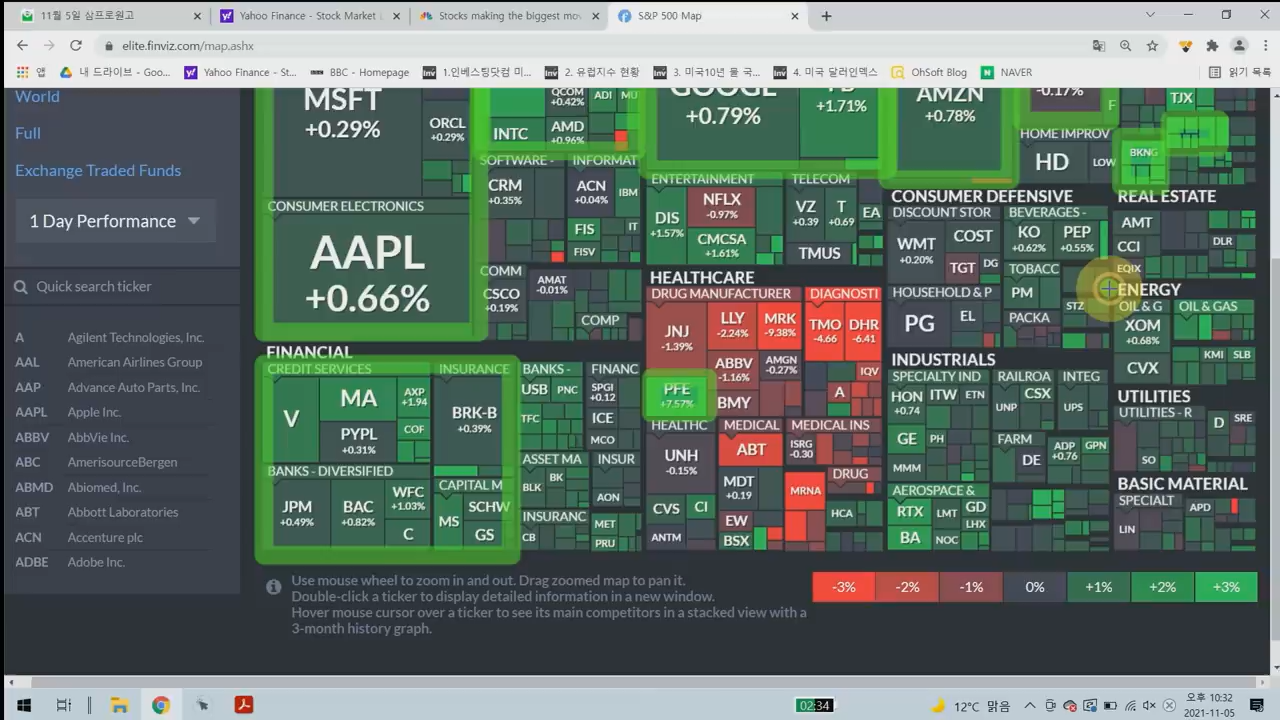 11월 5일 삼프로원고
Yahoo Finance - Stock Market L
Stocks making the biggest mov
S&P 500 Map
elite.finviz.com/map.ashx
앱
내 드라이브 - Goo...
Yahoo Finance - St...
BBC - Homepage
1.인베스팅닷컴 미...
2. 유럽지수 현황
3. 미국10년 물 국...
4. 미국 달러인덱스
OhSoft Blog
NAVER
읽기 목록
World
Full
Exchange Traded Funds
1 Day Performance
Quick search ticker
A Agilent Technologies, Inc.
AAL American Airlines Group
AAP Advance Auto Parts, Inc.
AAPL Apple Inc.
ABBV AbbVie Inc.
ABC AmerisourceBergen
ABMD Abiomed, Inc.
ABT Abbott Laboratories
ACN Accenture plc
ADBE Adobe Inc.
MSFT
+0.29%
ORCL
+0.29%
CONSUMER ELECTRONICS
AAPL
+0.66%
INTC
QCOM
+0.42%
ADI
MU
AMD
+0.96%
SOFTWARE -
CRM
+0.35%
INFORMAT
ACN
+0.04%
IBM
FIS
IT
FISV
COMM
CSCO
+0.19%
AMAT
-0.01%
COMP
GOOGL
+0.79%
FB
+1.71%
ENTERTAINMENT
DIS
+1.57%
NFLX
-0.97%
CMCSA
+1.61%
TELECOM
VZ
+0.39
T
+0.69
EA
TMUS
AMZN
+0.78%
-0.17%
F
TJX
HOME IMPROV
HD
LOW
BKNG
CONSUMER DEFENSIVE
DISCOUNT STOR
WMT
+0.20%
COST
TGT
DG
BEVERAGES -
KO
+0.62%
PEP
+0.55%
TOBACC
PM
STZ
HOUSEHOLD & P
PG
EL
PACKA
REAL ESTATE
AMT
CCI
DLR
EQIX
ENERGY
OIL & G
OIL & GAS
XOM
+0.68%
CVX
KMI
SLB
HEALTHCARE
DRUG MANUFACTURER
JNJ
-1.39%
LLY
-2.24%
MRK
-9.38%
ABBV
-1.16%
AMGN
-0.27%
PFE
+7.57%
BMY
DIAGNOSTI
TMO
-4.66
DHR
-6.41
IQV
A
HEALTHC
UNH
-0.15%
CVS
CI
ANTM
MEDICAL
ABT
MDT
+0.19
EW
BSX
MEDICAL INS
ISRG
-0.30
MRNA
DRUG
HCA
FINANCIAL
CREDIT SERVICES
V
MA
AXP
+1.94
PYPL
+0.31%
COF
INSURANCE
BRK-B
+0.39%
BANKS - DIVERSIFIED
JPM
+0.49%
BAC
+0.82%
WFC
+1.03%
C
CAPITAL M
MS
SCHW
GS
BANKS -
USB
PNC
TFC
FINANC
SPGI
+0.12
ICE
MCO
ASSET MA
BLK
BK
INSUR
AON
INSURANC
CB
MET
PRU
INDUSTRIALS
SPECIALTY IND
HON
+0.74
ITW
ETN
GE
PH
MMM
RAILROA
UNP
CSX
INTEG
UPS
FARM
DE
ADP
+0.76
GPN
AEROSPACE &
RTX
LMT
GD
LHX
BA
NOC
UTILITIES
UTILITIES - R
D
SRE
SO
BASIC MATERIAL
SPECIALT
APD
LIN
Use mouse wheel to zoom in and out. Drag zoomed map to pan it.
Double-click a ticker to display detailed information in a new window.
Hover mouse cursor over a ticker to see its main competitors in a stacked view with a
3-month history graph.
-3% -2% -1% 0% +1% +2% +3%
02:34
12°C 맑음
오후 10:32
2021-11-05